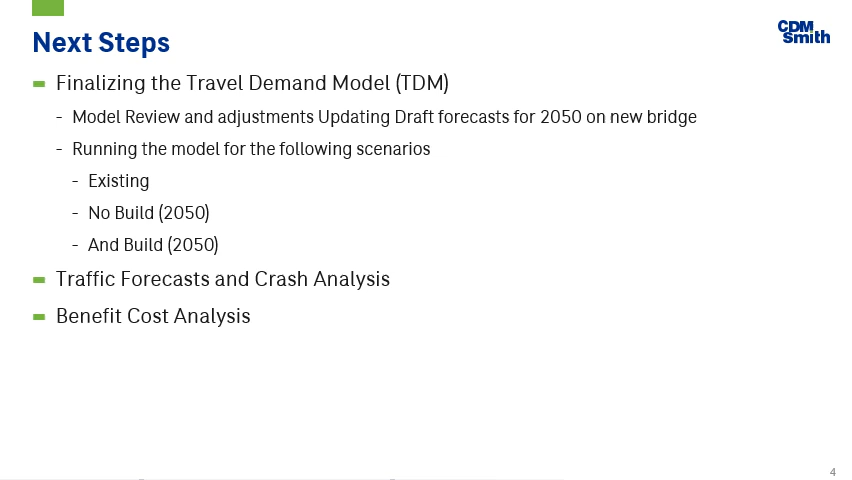 CDM
Smith
Next Steps
Finalizing the Travel Demand Model (TDM)
- Model Review and adjustments Updating Draft forecasts for 2050 on new bridge
- Running the model for the following scenarios
- Existing
- No Build (2050)
- And Build (2050)
Traffic Forecasts and Crash Analysis
Benefit Cost Analysis
4